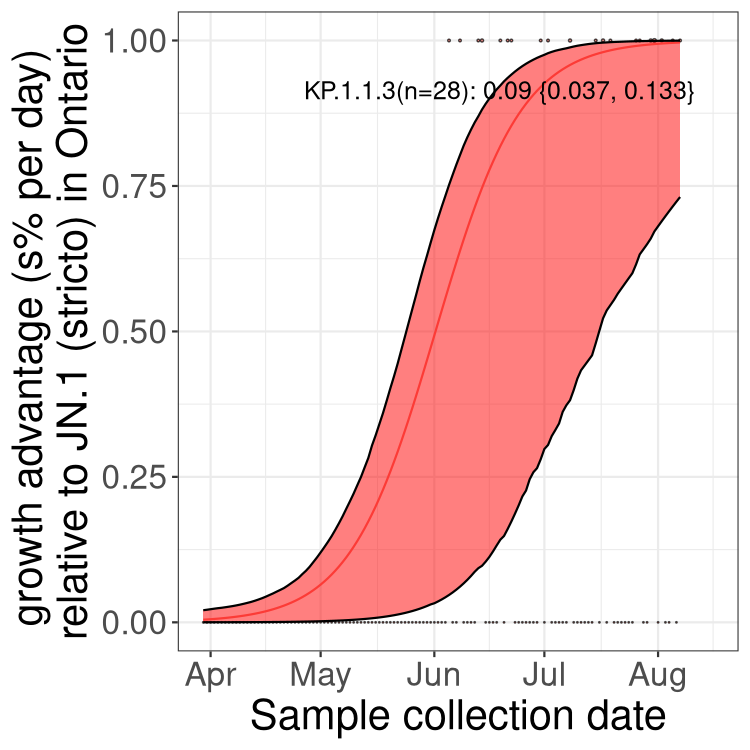 growth advantage (s% per day)
relative to JN.1 (stricto) in Ontario
1.00
0.75
0.50
0.25
0.00
KP.1.1.3(n=28): 0.09 {0.037, 0.133}
Apr May Jun Jul Aug
Sample collection date